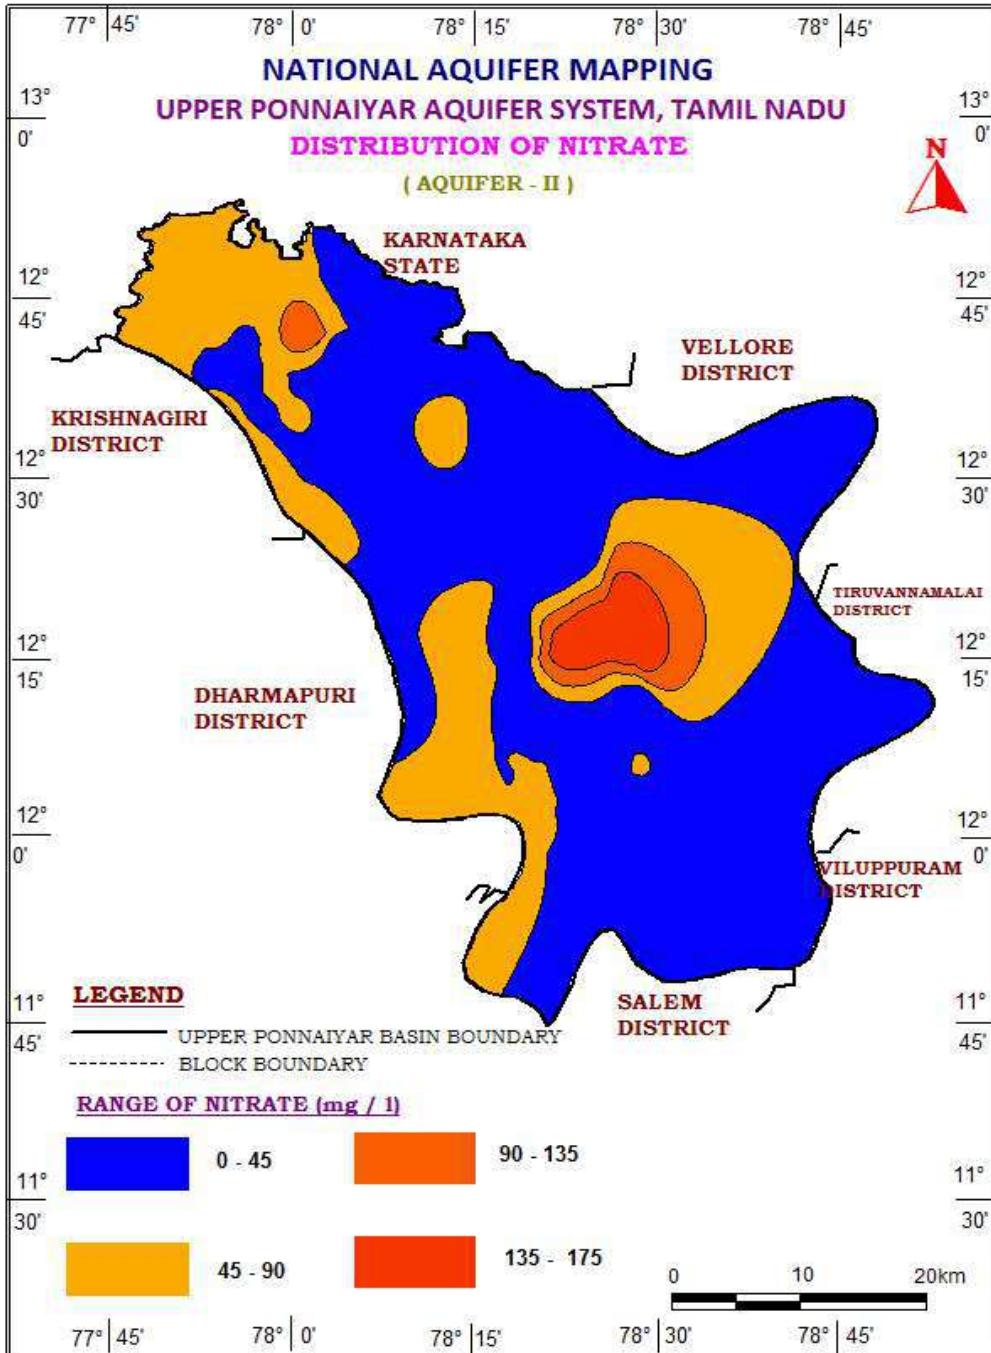 77° 45' 78° 0' 78° 15' 78° 30' 78° 45'
NATIONAL AQUIFER MAPPING
UPPER PONNAIYAR AQUIFER SYSTEM, TAMIL NADU
DISTRIBUTION OF NITRATE
( AQUIFER - II )
N
13°
0'
13°
0'
KARNATAKA
STATE
12°
45'
12°
45'
VELLORE
DISTRICT
KRISHNAGIRI
DISTRICT
12°
30'
12°
30'
TIRUVANNAMALAI
DISTRICT
12°
15'
12°
15'
DHARMAPURI
DISTRICT
12°
0'
12°
0'
VILUPPURAM
DISTRICT
SALEM
DISTRICT
11°
45'
11°
45'
LEGEND
UPPER PONNAIYAR BASIN BOUNDARY
BLOCK BOUNDARY
RANGE OF NITRATE (mg / l)
0 - 45
90 - 135
45 - 90
135 - 175
11°
30'
11°
30'
0 10 20km
77° 45' 78° 0' 78° 15' 78° 30' 78° 45'